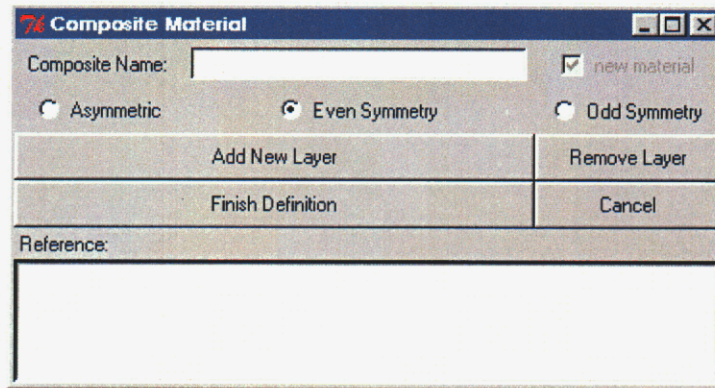 Composite Material
Composite Name: new material
Asymmetric Even Symmetry Odd Symmetry
Add New Layer Remove Layer
Finish Definition Cancel
Reference: